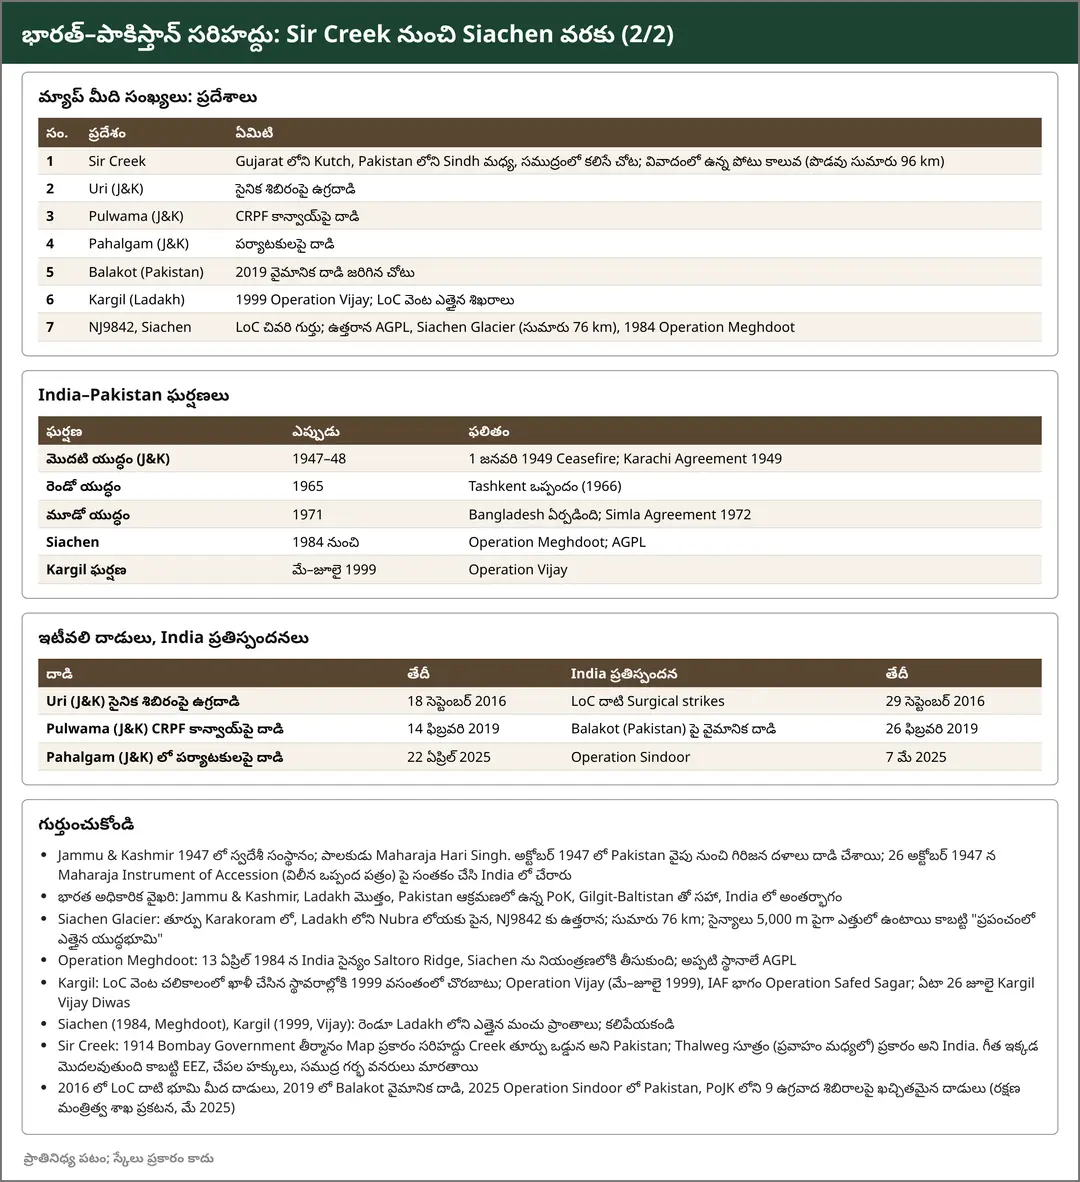 భారత్–పాకిస్తాన్ సరిహద్దు: Sir Creek నుంచి Siachen వరకు (2/2)
మ్యాప్ మీది సంఖ్యలు: ప్రదేశాలు
సం. ప్రదేశం ఏమిటి
1 Sir Creek Gujarat లోని Kutch, Pakistan లోని Sindh మధ్య, సముద్రంలో కలిసే చోట; వివాదంలో ఉన్న పోటు కాలువ (పొడవు సుమారు 96 km)
2 Uri (J&K) సైనిక శిబిరంపై ఉగ్రదాడి
3 Pulwama (J&K) CRPF కాన్వాయ్‌పై దాడి
4 Pahalgam (J&K) పర్యాటకులపై దాడి
5 Balakot (Pakistan) 2019 వైమానిక దాడి జరిగిన చోటు
6 Kargil (Ladakh) 1999 Operation Vijay; LoC వెంట ఎత్తైన శిఖరాలు
7 NJ9842, Siachen LoC చివరి గుర్తు; ఉత్తరాన AGPL, Siachen Glacier (సుమారు 76 km), 1984 Operation Meghdoot
India–Pakistan ఘర్షణలు
ఘర్షణ ఎప్పుడు ఫలితం
మొదటి యుద్ధం (J&K) 1947–48 1 జనవరి 1949 Ceasefire; Karachi Agreement 1949
రెండో యుద్ధం 1965 Tashkent ఒప్పందం (1966)
మూడో యుద్ధం 1971 Bangladesh ఏర్పడింది; Simla Agreement 1972
Siachen 1984 నుంచి Operation Meghdoot; AGPL
Kargil ఘర్షణ మే–జూలై 1999 Operation Vijay
ఇటీవలి దాడులు, India ప్రతిస్పందనలు
దాడి తేదీ India ప్రతిస్పందన తేదీ
Uri (J&K) సైనిక శిబిరంపై ఉగ్రదాడి 18 సెప్టెంబర్ 2016 LoC దాటి Surgical strikes 29 సెప్టెంబర్ 2016
Pulwama (J&K) CRPF కాన్వాయ్‌పై దాడి 14 ఫిబ్రవరి 2019 Balakot (Pakistan) పై వైమానిక దాడి 26 ఫిబ్రవరి 2019
Pahalgam (J&K) లో పర్యాటకులపై దాడి 22 ఏప్రిల్ 2025 Operation Sindoor 7 మే 2025
గుర్తుంచుకోండి
• Jammu & Kashmir 1947 లో స్వదేశీ సంస్థానం; పాలకుడు Maharaja Hari Singh. అక్టోబర్ 1947 లో Pakistan వైపు నుంచి గిరిజన దళాలు దాడి చేశాయి; 26 అక్టోబర్ 1947 న
Maharaja Instrument of Accession (విలీన ఒప్పంద పత్రం) పై సంతకం చేసి India లో చేరారు
• భారత అధికారిక వైఖరి: Jammu & Kashmir, Ladakh మొత్తం, Pakistan ఆక్రమణలో ఉన్న PoK, Gilgit-Baltistan తో సహా, India లో అంతర్భాగం
• Siachen Glacier: తూర్పు Karakoram లో, Ladakh లోని Nubra లోయకు పైన, NJ9842 కు ఉత్తరాన; సుమారు 76 km; సైన్యాలు 5,000 m పైగా ఎత్తులో ఉంటాయి కాబట్టి "ప్రపంచంలో
ఎత్తైన యుద్ధభూమి"
• Operation Meghdoot: 13 ఏప్రిల్ 1984 న India సైన్యం Saltoro Ridge, Siachen ను నియంత్రణలోకి తీసుకుంది; అప్పటి స్థానాలే AGPL
• Kargil: LoC వెంట చలికాలంలో ఖాళీ చేసిన స్థావరాల్లోకి 1999 వసంతంలో చొరబాటు; Operation Vijay (మే–జూలై 1999), IAF భాగం Operation Safed Sagar; ఏటా 26 జూలై Kargil
Vijay Diwas
• Siachen (1984, Meghdoot), Kargil (1999, Vijay): రెండూ Ladakh లోని ఎత్తైన మంచు ప్రాంతాలు; కలిపేయకండి
• Sir Creek: 1914 Bombay Government తీర్మానం Map ప్రకారం సరిహద్దు Creek తూర్పు ఒడ్డున అని Pakistan; Thalweg సూత్రం (ప్రవాహం మధ్యలో) ప్రకారం అని India. గీత ఇక్కడ
మొదలవుతుంది కాబట్టి EEZ, చేపల హక్కులు, సముద్ర గర్భ వనరులు మారతాయి
• 2016 లో LoC దాటి భూమి మీద దాడులు, 2019 లో Balakot వైమానిక దాడి, 2025 Operation Sindoor లో Pakistan, PoJK లోని 9 ఉగ్రవాద శిబిరాలపై ఖచ్చితమైన దాడులు (రక్షణ
మంత్రిత్వ శాఖ ప్రకటన, మే 2025)
ప్రాతినిధ్య పటం; స్కేలు ప్రకారం కాదు